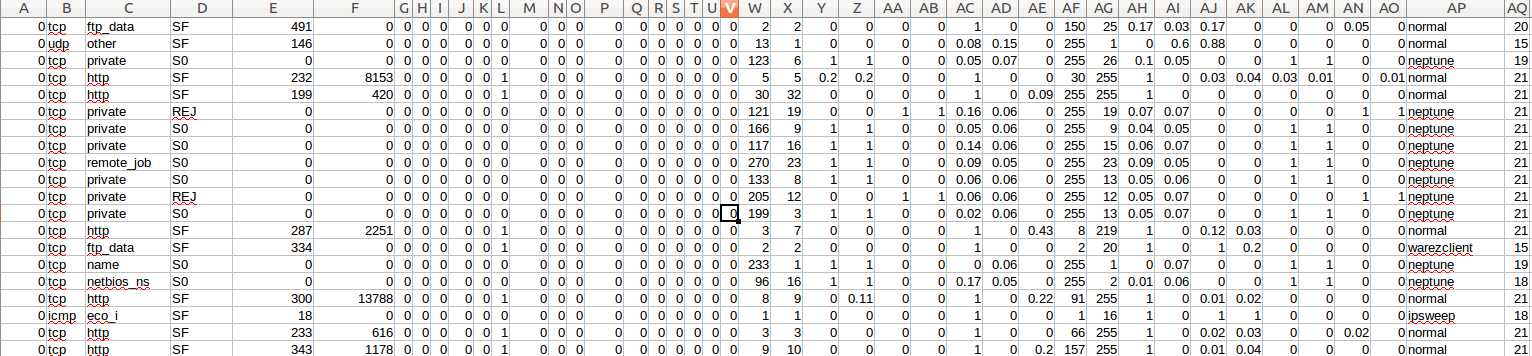 A B C D E F G H I J K L M N O P Q R S T U V W X Y Z AA AB AC AD AE AF AG AH AI AJ AK AL AM AN AO AP AQ
0 tcp ftp_data SF 491 0 0 0 0 0 0 0 0 0 0 0 0 0 0 0 0 0 2 2 0 0 0 0 1 0 0 150 25 0.17 0.03 0.17 0 0 0 0.05 0 normal 20
0 udp other SF 146 0 0 0 0 0 0 0 0 0 0 0 0 0 0 0 0 0 13 1 0 0 0 0 0.08 0.15 0 255 1 0 0.6 0.88 0 0 0 0 0 normal 15
0 tcp private S0 0 0 0 0 0 0 0 0 0 0 0 0 0 0 0 0 0 0 123 6 1 1 0 0 0.05 0.07 0 255 26 0.1 0.05 0 0 1 1 0 0 neptune 19
0 tcp http SF 232 8153 0 0 0 0 0 1 0 0 0 0 0 0 0 0 0 0 5 5 0.2 0.2 0 0 1 0 0 30 255 1 0 0.03 0.04 0.03 0.01 0 0.01 normal 21
0 tcp http SF 199 420 0 0 0 0 0 1 0 0 0 0 0 0 0 0 0 0 30 32 0 0 0 0 1 0 0.09 255 255 1 0 0 0 0 0 0 0 normal 21
0 tcp private REJ 0 0 0 0 0 0 0 0 0 0 0 0 0 0 0 0 0 0 121 19 0 0 1 1 0.16 0.06 0 255 19 0.07 0.07 0 0 0 0 1 1 neptune 21
0 tcp private S0 0 0 0 0 0 0 0 0 0 0 0 0 0 0 0 0 0 0 166 9 1 1 0 0 0.05 0.06 0 255 9 0.04 0.05 0 0 1 1 0 0 neptune 21
0 tcp private S0 0 0 0 0 0 0 0 0 0 0 0 0 0 0 0 0 0 0 117 16 1 1 0 0 0.14 0.06 0 255 15 0.06 0.07 0 0 1 1 0 0 neptune 21
0 tcp remote_job S0 0 0 0 0 0 0 0 0 0 0 0 0 0 0 0 0 0 0 270 23 1 1 0 0 0.09 0.05 0 255 23 0.09 0.05 0 0 1 1 0 0 neptune 21
0 tcp private S0 0 0 0 0 0 0 0 0 0 0 0 0 0 0 0 0 0 0 133 8 1 1 0 0 0.06 0.06 0 255 13 0.05 0.06 0 0 1 1 0 0 neptune 21
0 tcp private REJ 0 0 0 0 0 0 0 0 0 0 0 0 0 0 0 0 0 0 205 12 0 0 1 1 0.06 0.06 0 255 12 0.05 0.07 0 0 0 0 1 1 neptune 21
0 tcp private S0 0 0 0 0 0 0 0 0 0 0 0 0 0 0 0 0 0 0 199 3 1 1 0 0 0.02 0.06 0 255 13 0.05 0.07 0 0 1 1 0 0 neptune 21
0 tcp http SF 287 2251 0 0 0 0 0 1 0 0 0 0 0 0 0 0 0 0 3 7 0 0 0 0 1 0 0.43 8 219 1 0 0.12 0.03 0 0 0 0 normal 21
0 tcp ftp_data SF 334 0 0 0 0 0 0 1 0 0 0 0 0 0 0 0 0 0 2 2 0 0 0 0 1 0 0 2 20 1 0 1 0.2 0 0 0 0 warezclient 15
0 tcp name S0 0 0 0 0 0 0 0 0 0 0 0 0 0 0 0 0 0 0 233 1 1 1 0 0 0 0.06 0 255 1 0 0.07 0 0 1 1 0 0 neptune 19
0 tcp netbios_ns S0 0 0 0 0 0 0 0 0 0 0 0 0 0 0 0 0 0 0 96 16 1 1 0 0 0.17 0.05 0 255 2 0.01 0.06 0 0 1 1 0 0 neptune 18
0 tcp http SF 300 13788 0 0 0 0 0 1 0 0 0 0 0 0 0 0 0 0 8 9 0 0.11 0 0 1 0 0.22 91 255 1 0 0.01 0.02 0 0 0 0 normal 21
0 icmp eco_i SF 18 0 0 0 0 0 0 0 0 0 0 0 0 0 0 0 0 0 1 1 0 0 0 0 1 0 0 1 16 1 0 1 1 0 0 0 0 ipsweep 18
0 tcp http SF 233 616 0 0 0 0 0 1 0 0 0 0 0 0 0 0 0 0 3 3 0 0 0 0 1 0 0 66 255 1 0 0.02 0.03 0 0 0.02 0 normal 21
0 tcp http SF 343 1178 0 0 0 0 0 1 0 0 0 0 0 0 0 0 0 0 9 10 0 0 0 0 1 0 0.2 157 255 1 0 0.01 0.04 0 0 0 0 normal 21